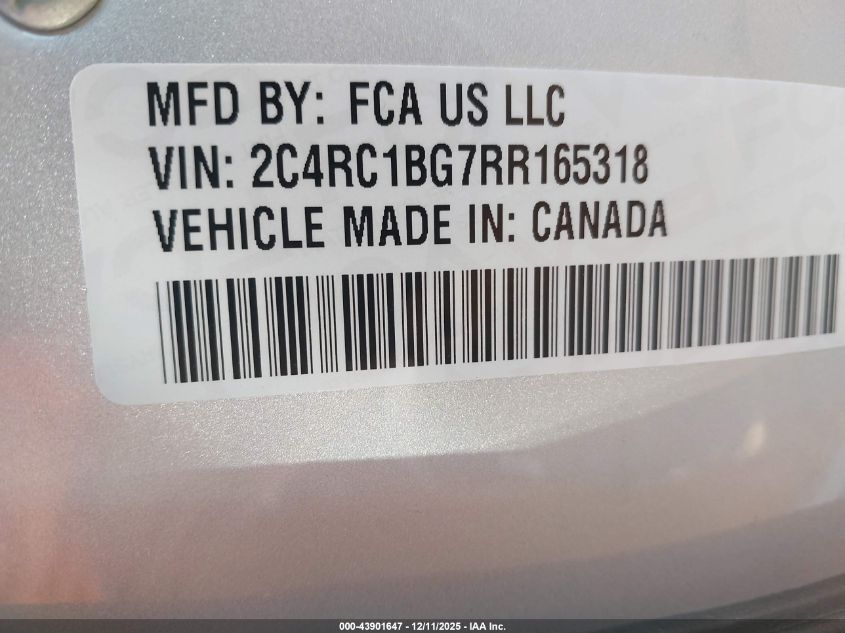 MFD BY: FCA US LLC
VIN: 2C4RC1BG7RR165318
VEHICLE MADE IN: CANADA
000-43901647 - 12/11/2025 - IAA Inc.